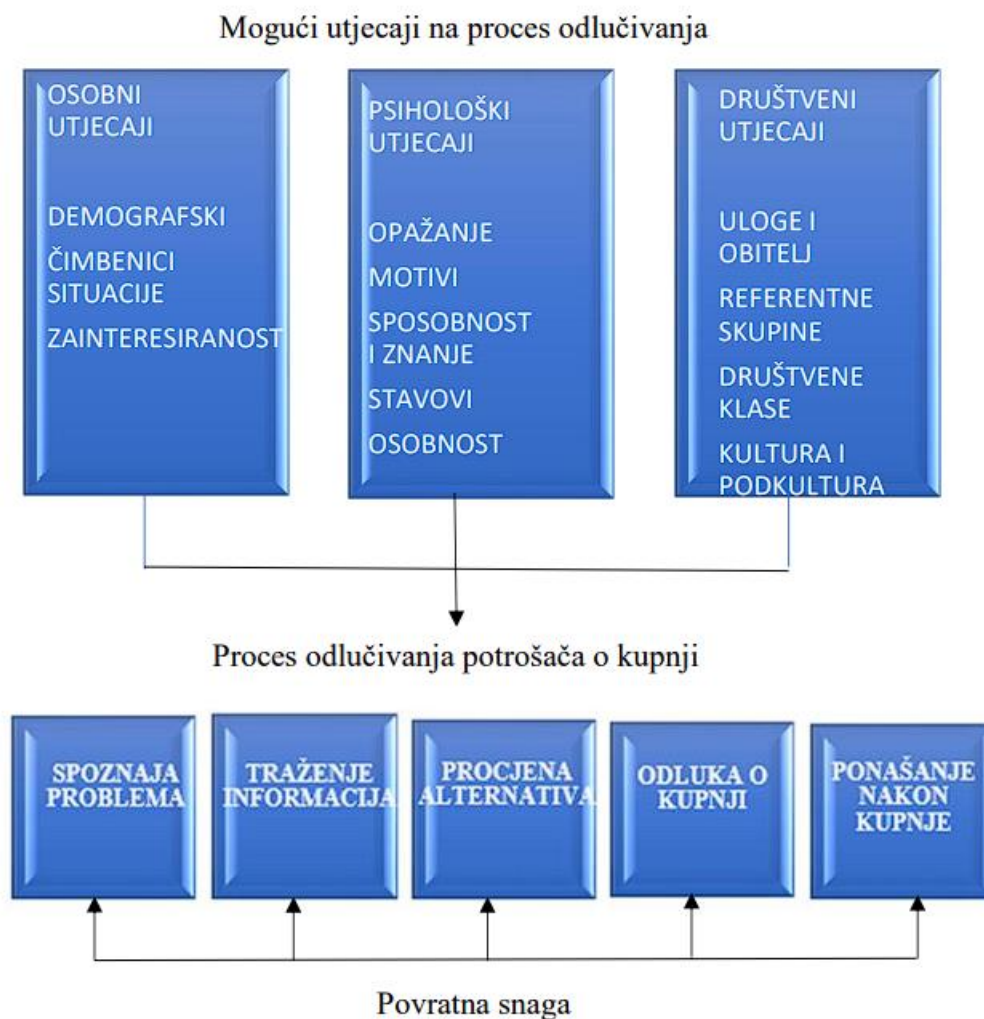 Mogući utjecaji na proces odlučivanja
OSOBNI
UTJECAJI
DEMOGRAFSKI
ČIMBENICI
SITUACIJE
ZAINTERESIRANOST
PSIHOLOŠKI
UTJECAJI
OPAŽANJE
MOTIVI
SPOSOBNOST
I ZNANJE
STAVOVI
OSOBNOST
DRUŠTVENI
UTJECAJI
ULOGE I
OBITELJ
REFERENTNE
SKUPINE
DRUŠTVENE
KLASE
KULTURA I
PODKULTURA
Proces odlučivanja potrošača o kupnji
SPOZNAJA
PROBLEMA
TRAŽENJE
INFORMACIJA
PROCJENA
ALTERNATIVA
ODLUKA O
KUPNJI
PONAŠANJE
NAKON
KUPNJE
Povratna snaga